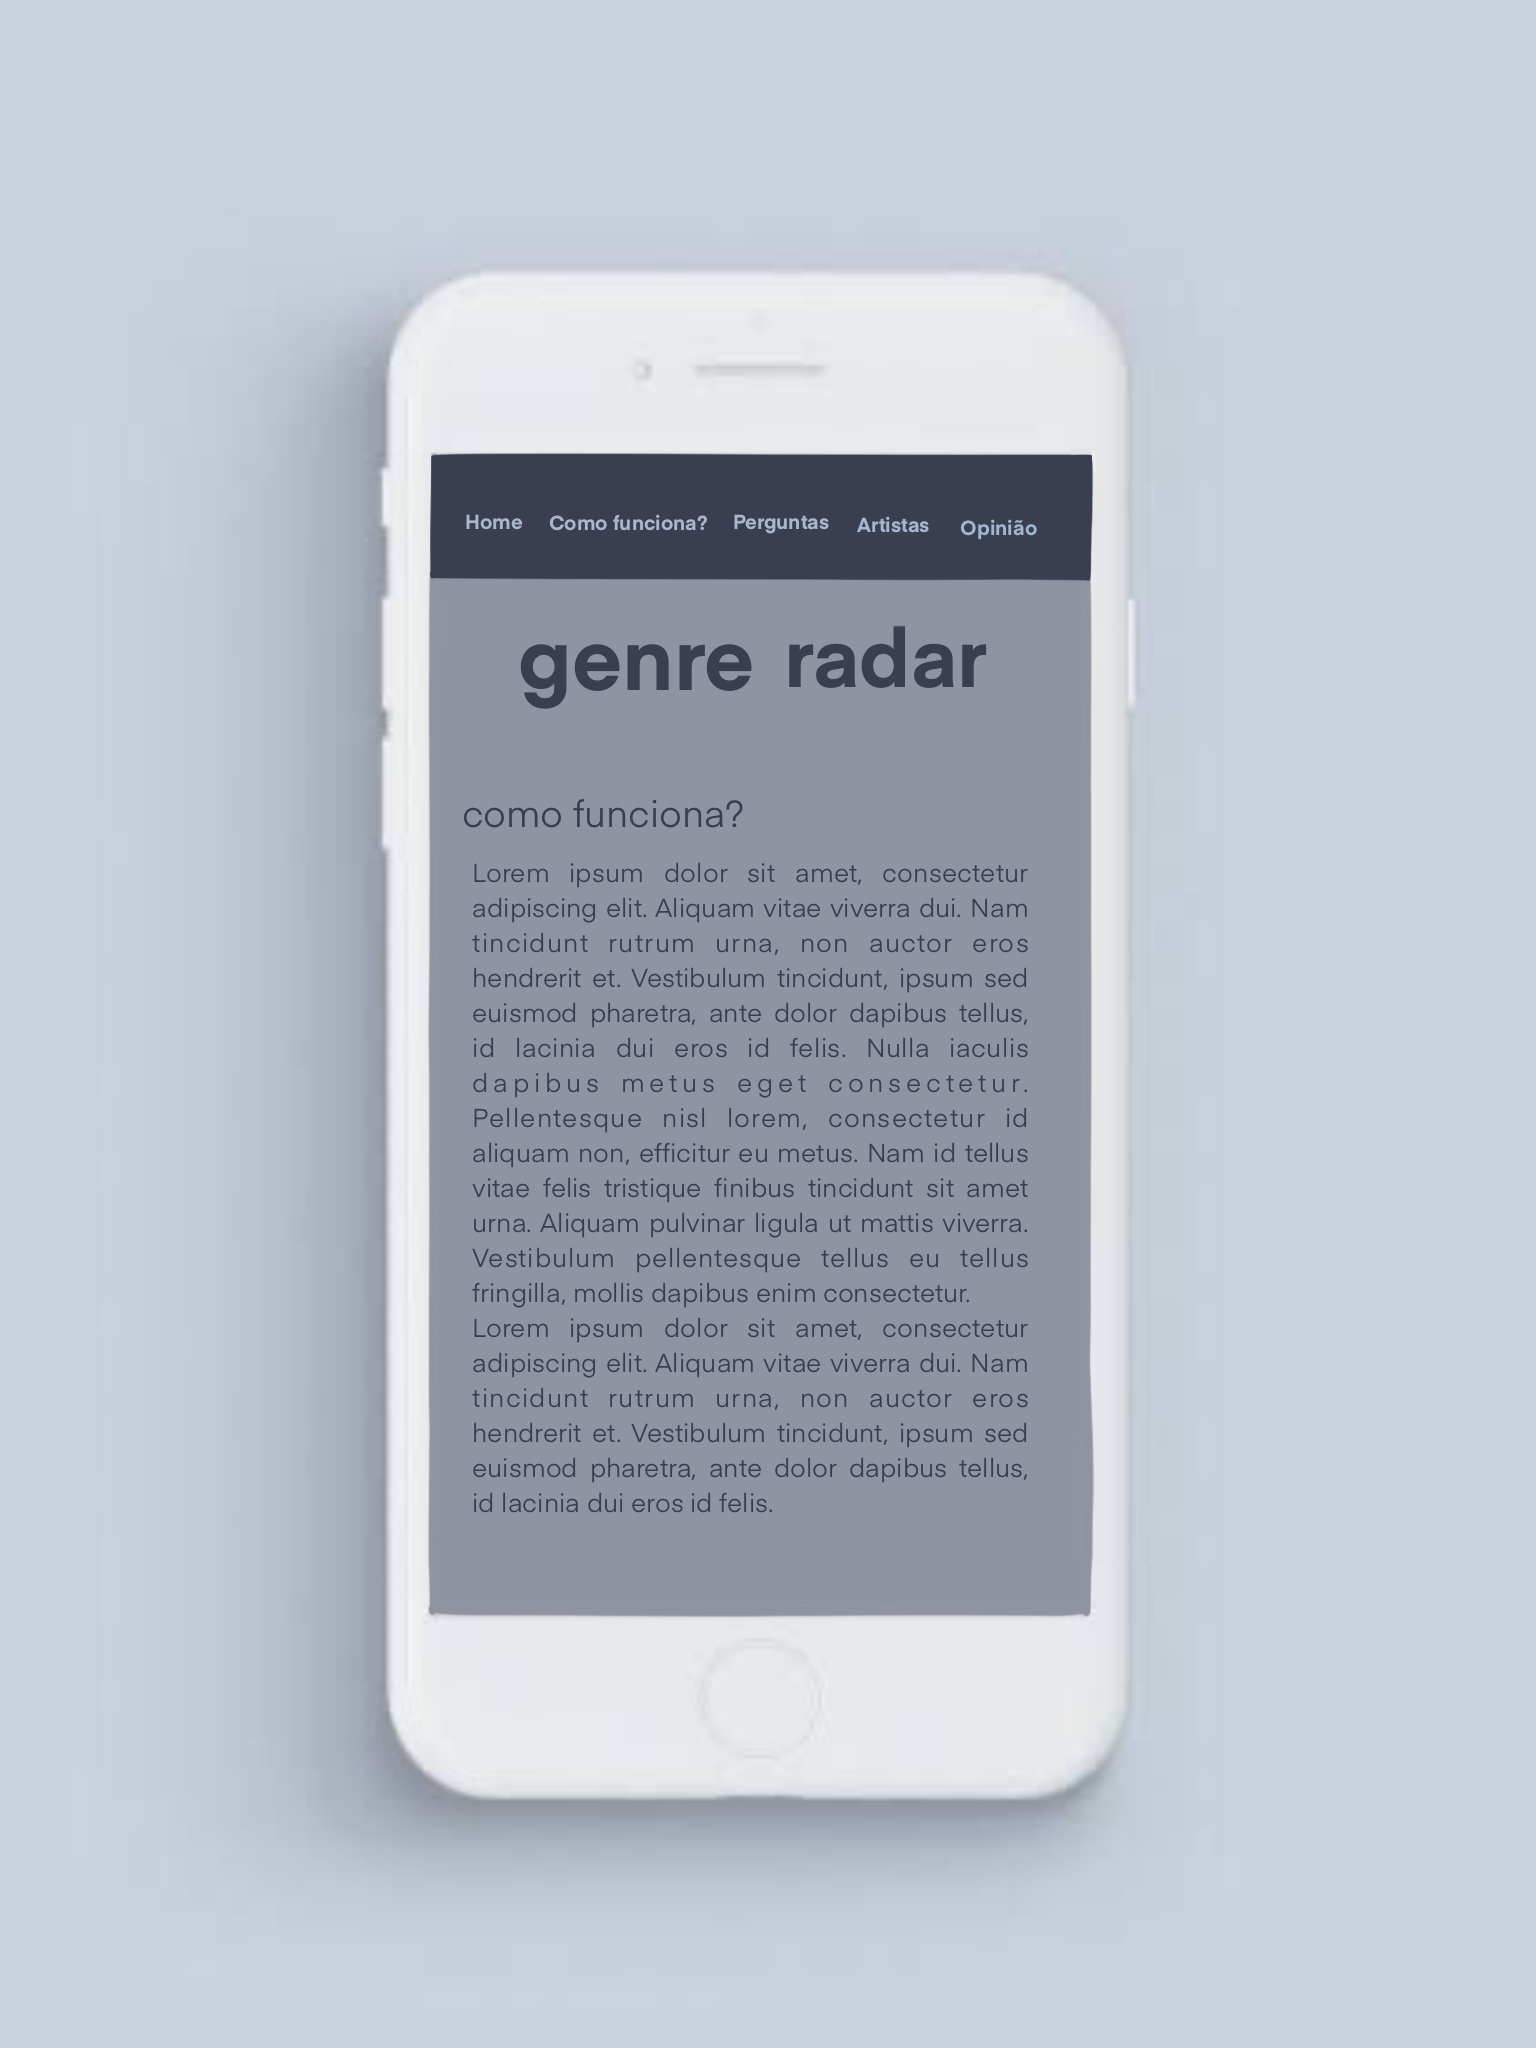 Home Como funciona? Perguntas Artistas Opinião
genre radar
como funciona?
Lorem ipsum dolor sit amet, consectetur
adipiscing elit. Aliquam vitae viverra dui. Nam
tincidunt rutrum urna, non auctor eros
hendrerit et. Vestibulum tincidunt, ipsum sed
euismod pharetra, ante dolor dapibus tellus,
id lacinia dui eros id felis. Nulla iaculis
dapibus metus eget consectetur.
Pellentesque nisl lorem, consectetur id
aliquam non, efficitur eu metus. Nam id tellus
vitae felis tristique finibus tincidunt sit amet
urna. Aliquam pulvinar ligula ut mattis viverra.
Vestibulum pellentesque tellus eu tellus
fringilla, mollis dapibus enim consectetur.
Lorem ipsum dolor sit amet, consectetur
adipiscing elit. Aliquam vitae viverra dui. Nam
tincidunt rutrum urna, non auctor eros
hendrerit et. Vestibulum tincidunt, ipsum sed
euismod pharetra, ante dolor dapibus tellus,
id lacinia dui eros id felis.